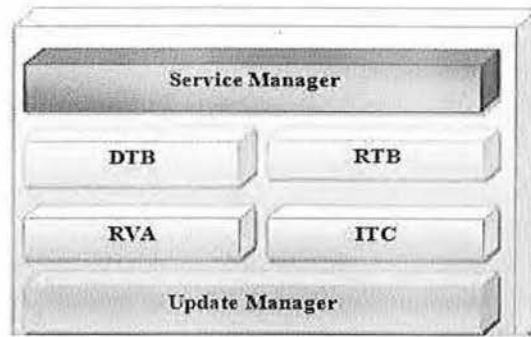 Service Manager
DTB RTB
RVA ITC
Update Manager